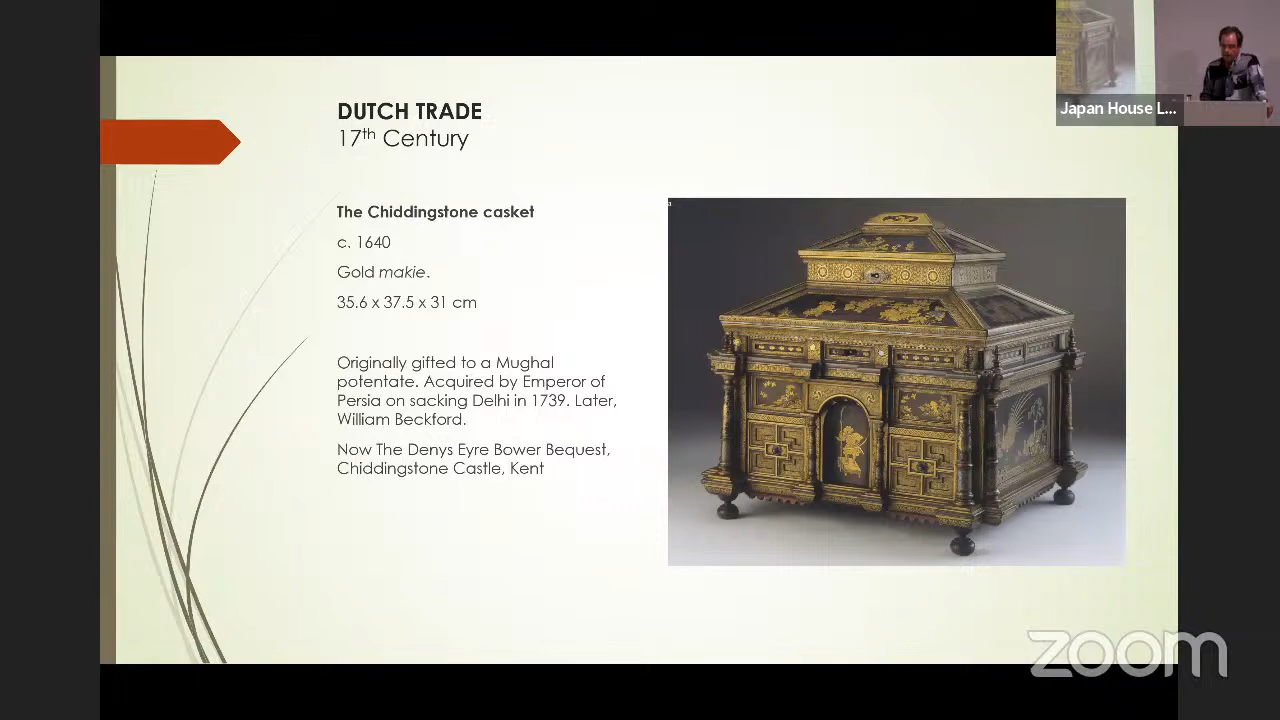 DUTCH TRADE
17th Century
The Chiddingstone casket
c. 1640
Gold makie.
35.6 x 37.5 x 31 cm
Originally gifted to a Mughal
potentate. Acquired by Emperor of
Persia on sacking Delhi in 1739. Later,
William Beckford.
Now The Denys Eyre Bower Bequest,
Chiddingstone Castle, Kent
Japan House L...
zoom